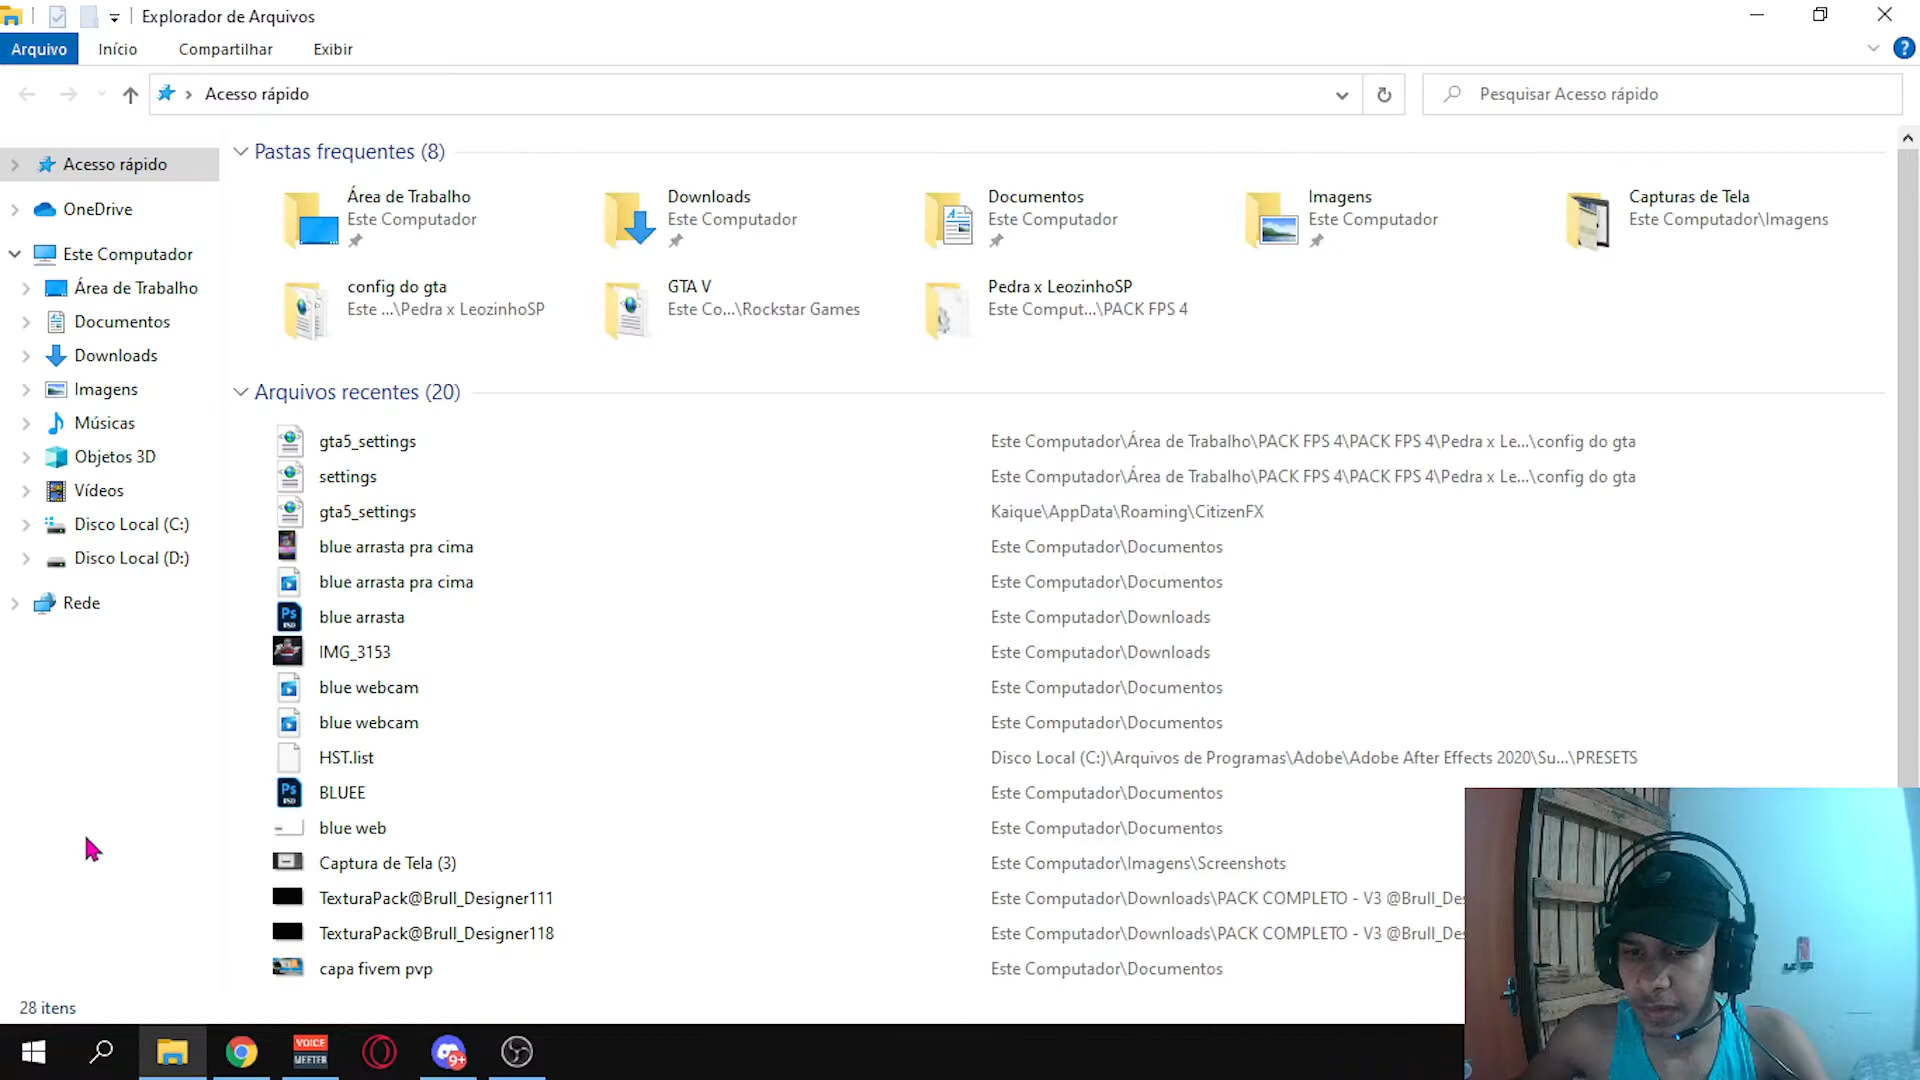 Explorador de Arquivos
Arquivo Início Compartilhar Exibir
Acesso rápido
Pesquisar Acesso rápido
Acesso rápido
OneDrive
Este Computador
Área de Trabalho
Documentos
Downloads
Imagens
Músicas
Objetos 3D
Vídeos
Disco Local (C:)
Disco Local (D:)
Rede
Pastas frequentes (8)
Área de Trabalho
Este Computador
Downloads
Este Computador
Documentos
Este Computador
Imagens
Este Computador
Capturas de Tela
Este Computador\Imagens
config do gta
Este ...\Pedra x LeozinhoSP
GTA V
Este Co...\Rockstar Games
Pedra x LeozinhoSP
Este Comput...\PACK FPS 4
Arquivos recentes (20)
gta5_settings Este Computador\Área de Trabalho\PACK FPS 4\PACK FPS 4\Pedra x Le...\config do gta
settings Este Computador\Área de Trabalho\PACK FPS 4\PACK FPS 4\Pedra x Le...\config do gta
gta5_settings Kaique\AppData\Roaming\CitizenFX
blue arrasta pra cima Este Computador\Documentos
blue arrasta pra cima Este Computador\Documentos
blue arrasta Este Computador\Downloads
IMG_3153 Este Computador\Downloads
blue webcam Este Computador\Documentos
blue webcam Este Computador\Documentos
HST.list Disco Local (C:)\Arquivos de Programas\Adobe\Adobe After Effects 2020\Su...\PRESETS
BLUEE Este Computador\Documentos
blue web Este Computador\Documentos
Captura de Tela (3) Este Computador\Imagens\Screenshots
TexturaPack@Brull_Designer111 Este Computador\Downloads\PACK COMPLETO - V3 @Brull_Des
TexturaPack@Brull_Designer118 Este Computador\Downloads\PACK COMPLETO - V3 @Brull_Des
capa fivem pvp Este Computador\Documentos
28 itens
VOICE
MEETER
9+